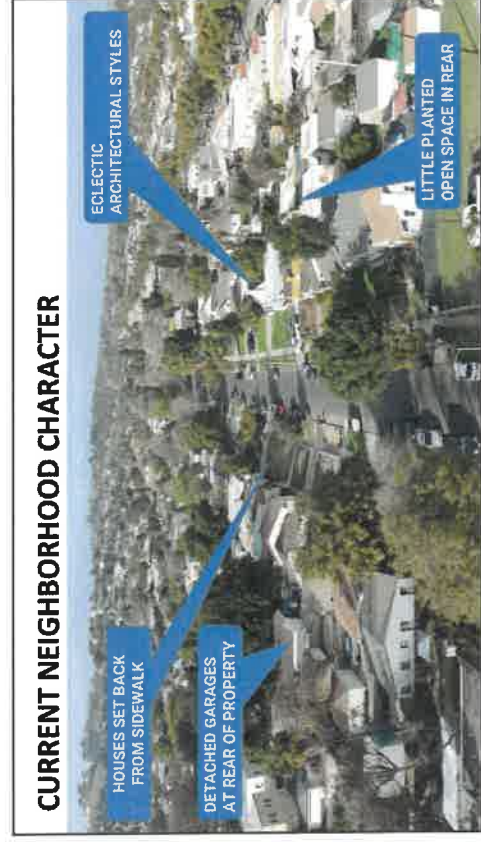 CURRENT NEIGHBORHOOD CHARACTER
HOUSES SET BACK
FROM SIDEWALK
DETACHED GARAGES
AT REAR OF PROPERTY
ECLECTIC
ARCHITECTURAL STYLES
LITTLE PLANTED
OPEN SPACE IN REAR